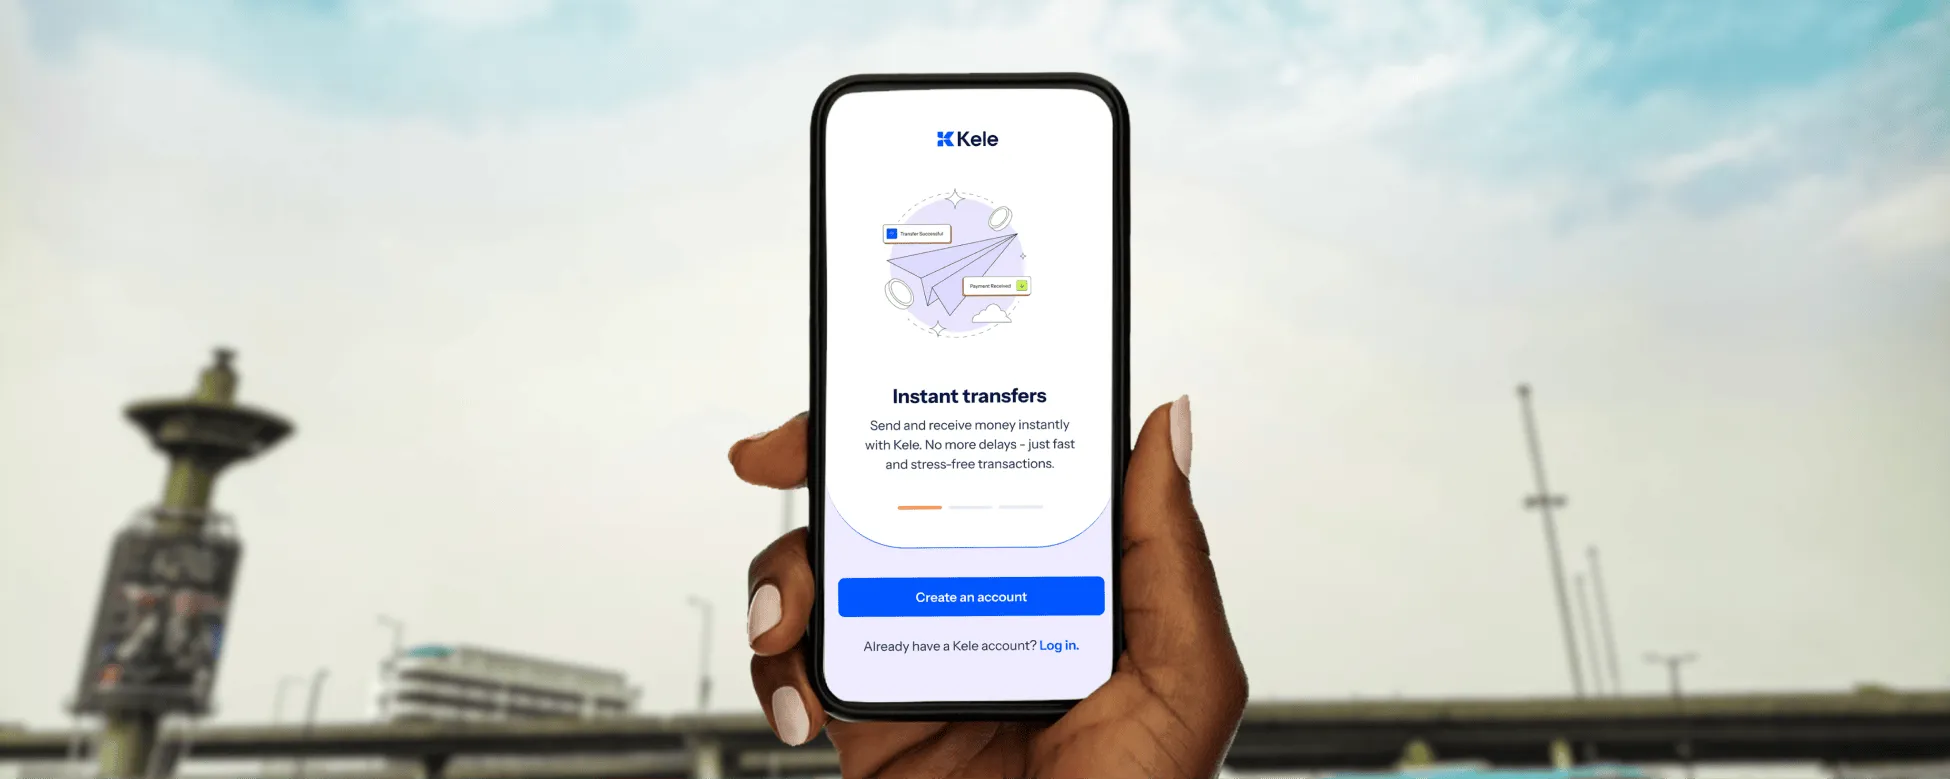 Kele
Transfer Successful
Payment Received
Instant transfers
Send and receive money instantly
with Kele. No more delays - just fast
and stress-free transactions.
Create an account
Already have a Kele account? Log in.